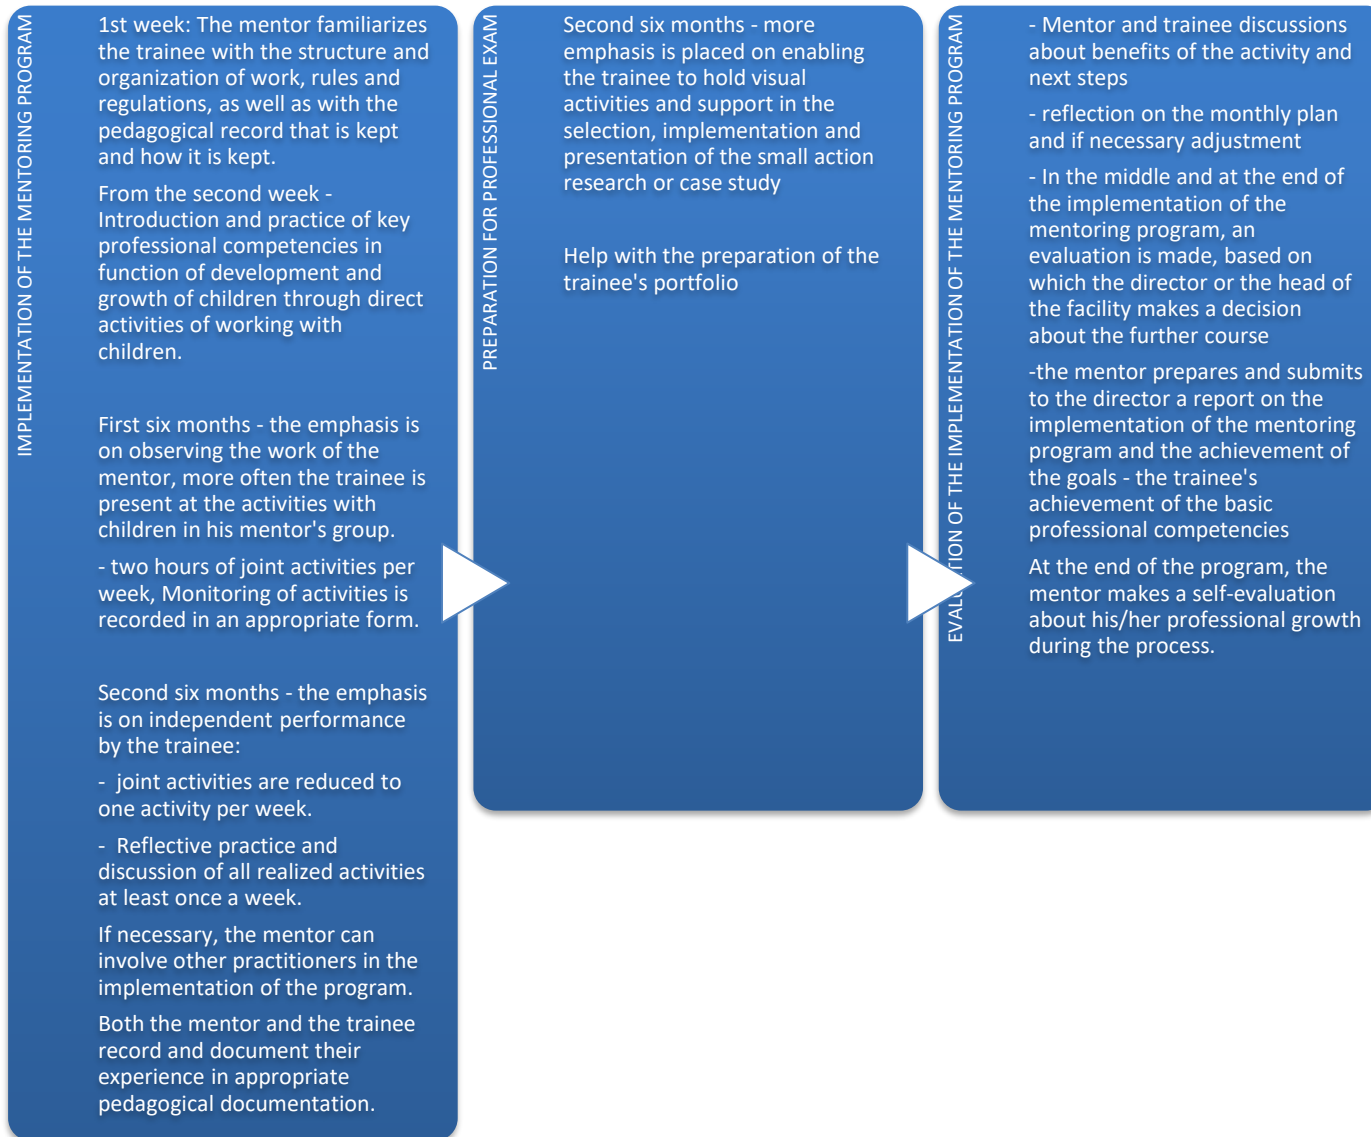 IMPLEMENTATION OF THE MENTORING PROGRAM
1st week: The mentor familiarizes
the trainee with the structure and
organization of work, rules and
regulations, as well as with the
pedagogical record that is kept
and how it is kept.
From the second week -
Introduction and practice of key
professional competencies in
function of development and
growth of children through direct
activities of working with
children.
First six months - the emphasis is
on observing the work of the
mentor, more often the trainee is
present at the activities with
children in his mentor's group.
- two hours of joint activities per
week, Monitoring of activities is
recorded in an appropriate form.
Second six months - the emphasis
is on independent performance
by the trainee:
- joint activities are reduced to
one activity per week.
- Reflective practice and
discussion of all realized activities
at least once a week.
If necessary, the mentor can
involve other practitioners in the
implementation of the program.
Both the mentor and the trainee
record and document their
experience in appropriate
pedagogical documentation.
PREPARATION FOR PROFESSIONAL EXAM
Second six months - more
emphasis is placed on enabling
the trainee to hold visual
activities and support in the
selection, implementation and
presentation of the small action
research or case study
Help with the preparation of the
trainee's portfolio
OF THE IMPLEMENTATION OF THE MENTORING PROGRAM
- Mentor and trainee discussions
about benefits of the activity and
next steps
- reflection on the monthly plan
and if necessary adjustment
- In the middle and at the end of
the implementation of the
mentoring program, an
evaluation is made, based on
which the director or the head of
the facility makes a decision
about the further course
-the mentor prepares and submits
to the director a report on the
implementation of the mentoring
program and the achievement of
the goals - the trainee's
achievement of the basic
professional competencies
At the end of the program, the
mentor makes a self-evaluation
about his/her professional growth
during the process.